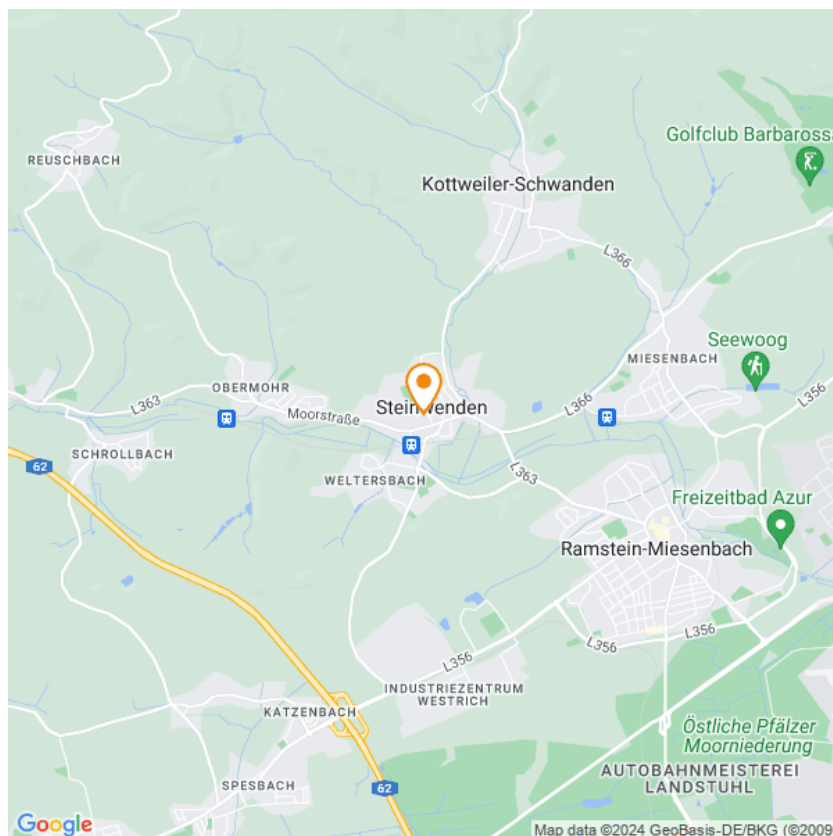 Golfclub Barbarossa
REUSCHBACH
Kottweiler-Schwanden
L366
Seewoog
MIESENBACH
OBERMOHR
L363
Moorstraße
Steinwenden
L366
L356
SCHROLLBACH
62
WELTERSBACH
L363
Freizeitbad Azur
Ramstein-Miesenbach
L356
L356
INDUSTRIEZENTRUM
WESTRICH
KATZENBACH
Östliche Pfälzer
Moorniederung
AUTOBAHNMEISTEREI
LANDSTUHL
SPESBACH
62
Google
Map data ©2024 GeoBasis-DE/BKG (©2009